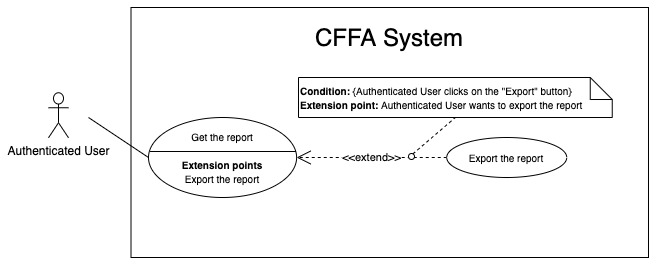 CFFA System
Condition: {Authenticated User clicks on the "Export" button}
Extension point: Authenticated User wants to export the report
Authenticated User
Get the report
Extension points
Export the report
<<extend>>
Export the report